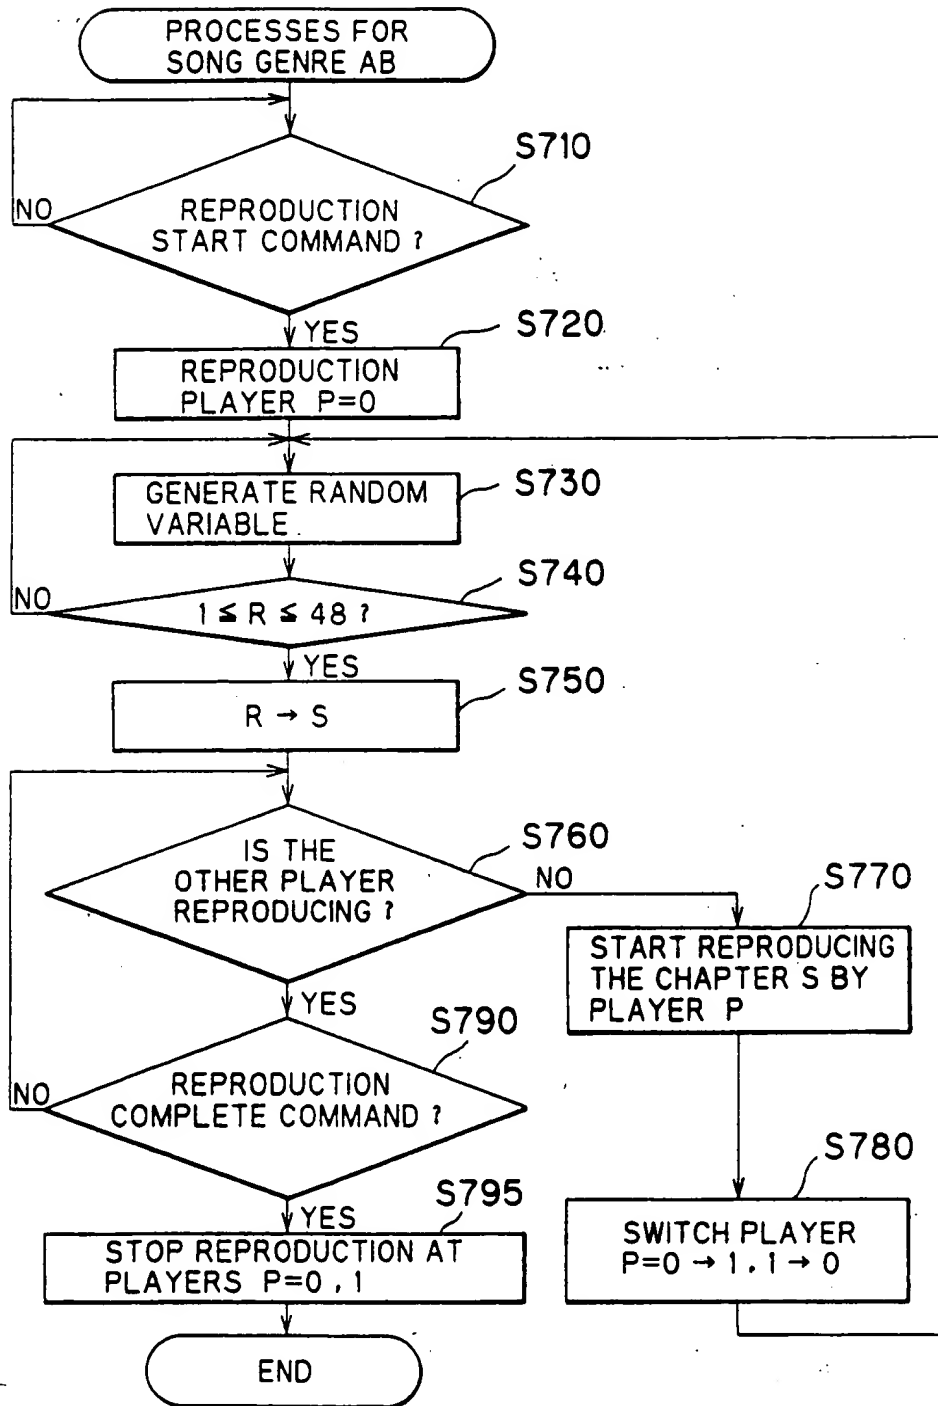 PROCESSES FOR
SONG GENRE AB
S710
NO
REPRODUCTION
START COMMAND ?
YES
S720
REPRODUCTION
PLAYER P=0
S730
GENERATE RANDOM
VARIABLE
S740
NO
1 ≦ R ≦ 48 ?
YES
S750
R → S
S760
IS THE
OTHER PLAYER
REPRODUCING ?
NO
S770
START REPRODUCING
THE CHAPTER S BY
PLAYER P
YES
S790
NO
REPRODUCTION
COMPLETE COMMAND ?
S780
SWITCH PLAYER
P=0 → 1, 1 → 0
YES
S795
STOP REPRODUCTION AT
PLAYERS P=0, 1
END